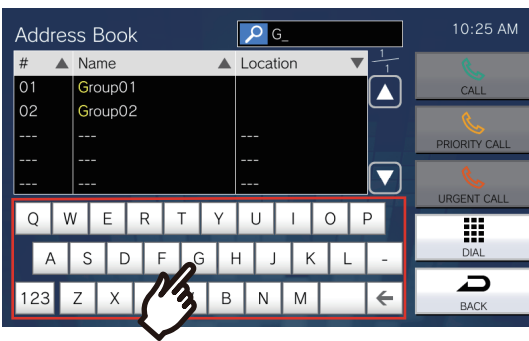 Address Book
G_
10:25 AM
# Name Location
1
1
01 Group01
02 Group02
--- --- ---
--- --- ---
--- --- ---
CALL
PRIORITY CALL
URGENT CALL
DIAL
BACK
Q W E R T Y U I O P
A S D F G H J K L -
123 Z X B N M